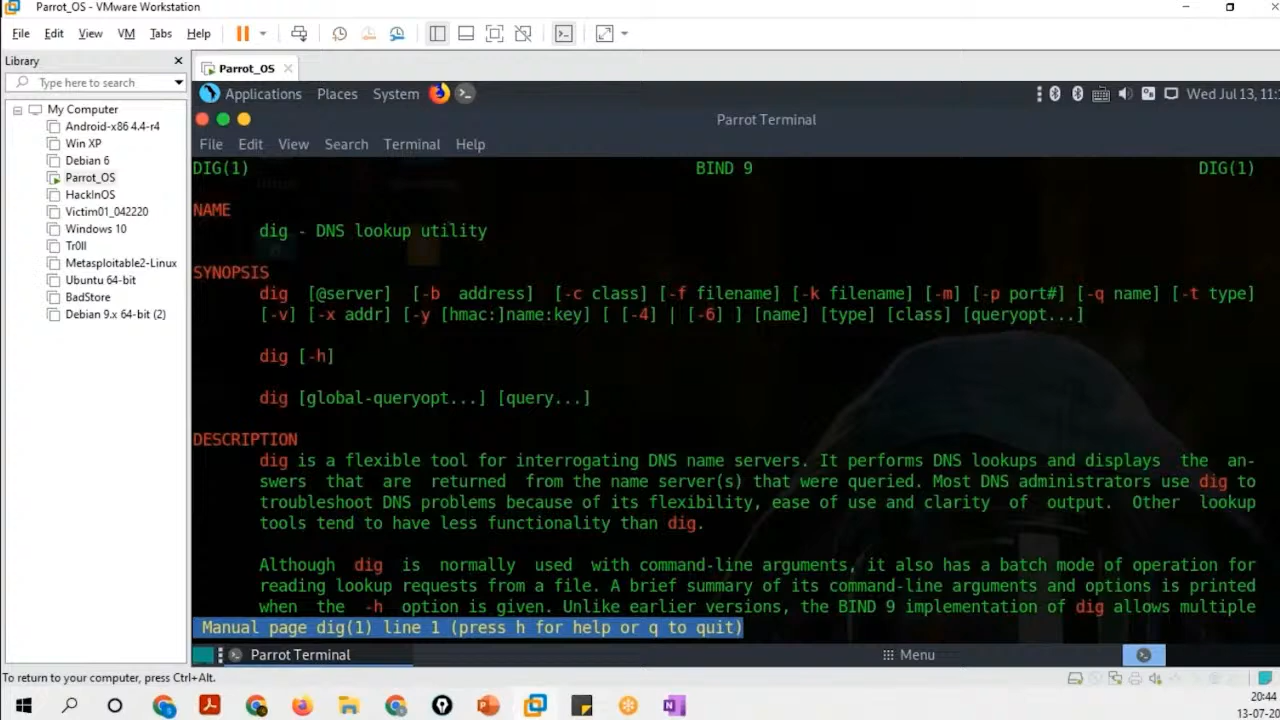 Parrot_OS - VMware Workstation
File Edit View VM Tabs Help
Library
Type here to search
My Computer
Android-x86 4.4-r4
Win XP
Debian 6
Parrot_OS
HackInOS
Victim01_042220
Windows 10
Tr0ll
Metasploitable2-Linux
Ubuntu 64-bit
BadStore
Debian 9.x 64-bit (2)
Parrot_OS
Applications Places System
Wed Jul 13, 11:
Parrot Terminal
File Edit View Search Terminal Help
DIG(1) BIND 9 DIG(1)
NAME
dig - DNS lookup utility
SYNOPSIS
dig [@server] [-b address] [-c class] [-f filename] [-k filename] [-m] [-p port#] [-q name] [-t type]
[-v] [-x addr] [-y [hmac:]name:key] [ [-4] | [-6] ] [name] [type] [class] [queryopt...]
dig [-h]
dig [global-queryopt...] [query...]
DESCRIPTION
dig is a flexible tool for interrogating DNS name servers. It performs DNS lookups and displays the an-
swers that are returned from the name server(s) that were queried. Most DNS administrators use dig to
troubleshoot DNS problems because of its flexibility, ease of use and clarity of output. Other lookup
tools tend to have less functionality than dig.
Although dig is normally used with command-line arguments, it also has a batch mode of operation for
reading lookup requests from a file. A brief summary of its command-line arguments and options is printed
when the -h option is given. Unlike earlier versions, the BIND 9 implementation of dig allows multiple
Manual page dig(1) line 1 (press h for help or q to quit)
Parrot Terminal
Menu
To return to your computer, press Ctrl+Alt.
20:44
13-07-20